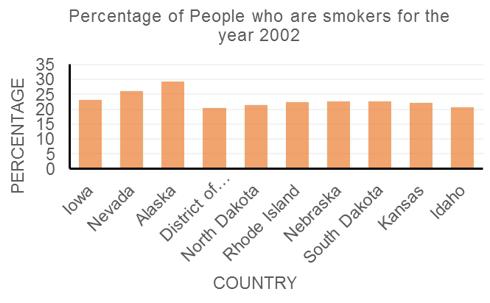 Percentage of People who are smokers for the
year 2002
PERCENTAGE
35
30
25
20
15
10
5
0
Iowa
Nevada
Alaska
District of…
North Dakota
Rhode Island
Nebraska
South Dakota
Kansas
Idaho
COUNTRY